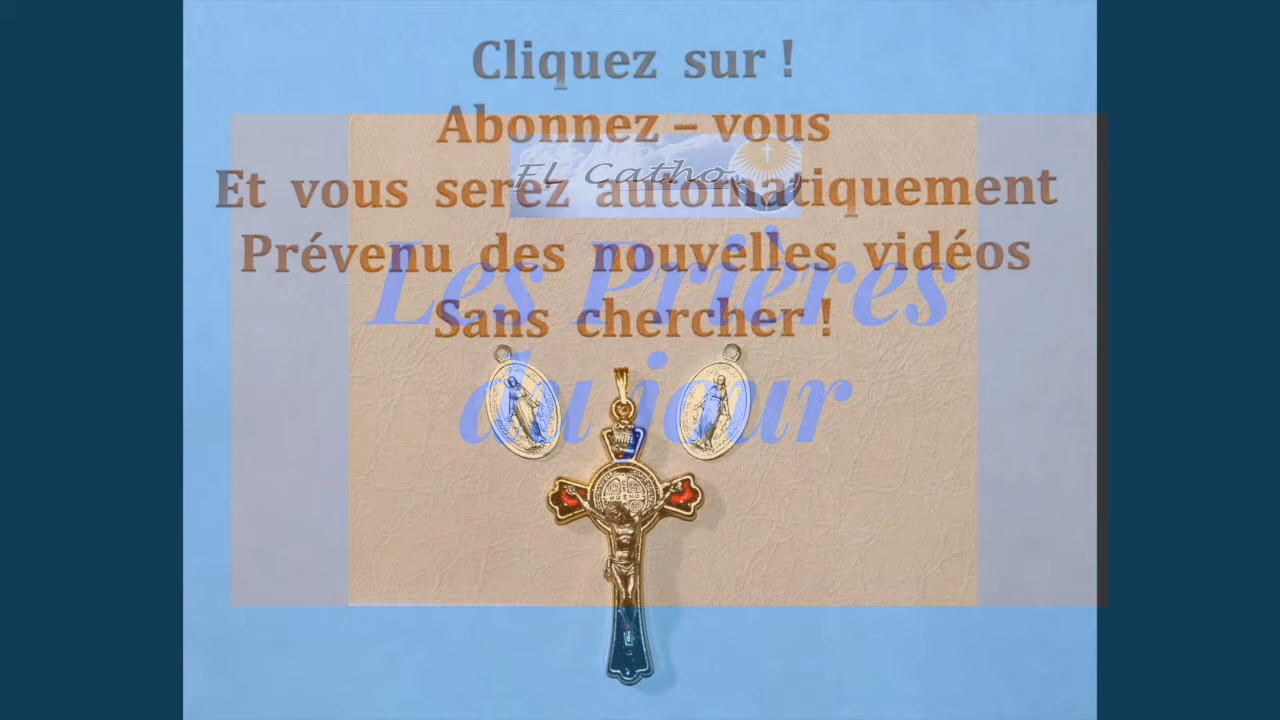 Cliquez sur !
Abonnez – vous
EL Catho
Et vous serez automatiquement
Prévenu des nouvelles vidéos
Les Prières
Sans chercher !
du jour